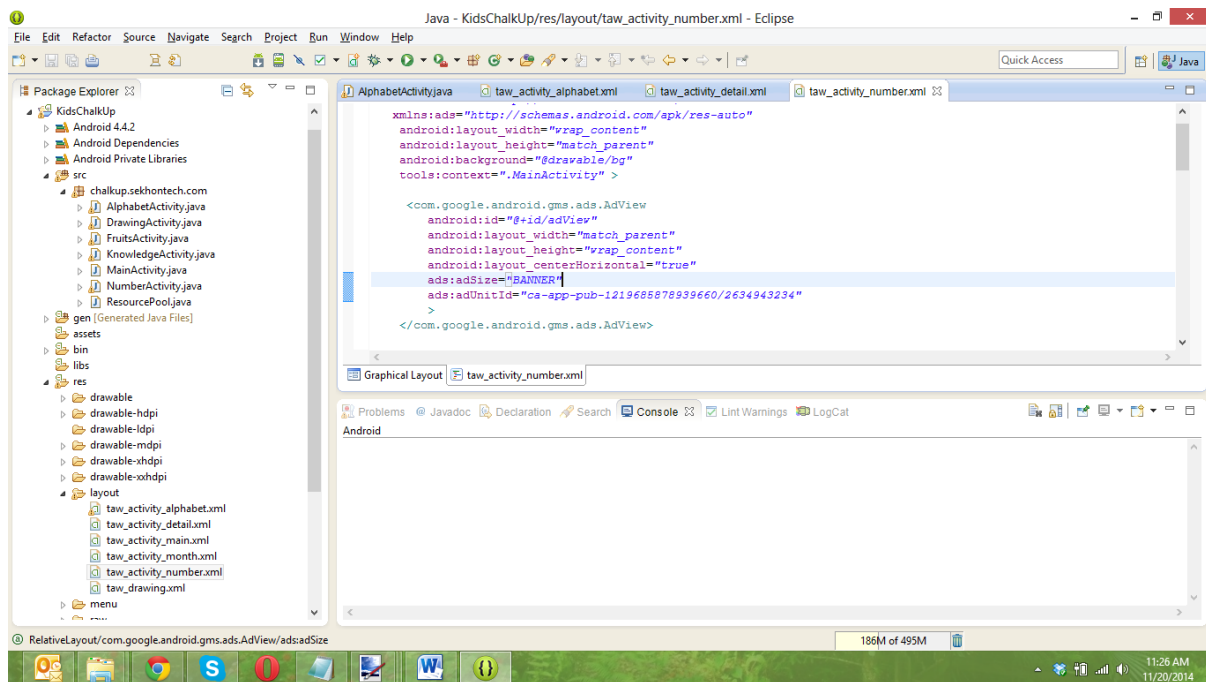 Java - KidsChalkUp/res/layout/taw_activity_number.xml - Eclipse
File Edit Refactor Source Navigate Search Project Run Window Help
Quick Access
Java
Package Explorer
AlphabetActivity.java taw_activity_alphabet.xml taw_activity_detail.xml taw_activity_number.xml
KidsChalkUp
Android 4.4.2
Android Dependencies
Android Private Libraries
src
chalkup.sekhontech.com
AlphabetActivity.java
DrawingActivity.java
FruitsActivity.java
KnowledgeActivity.java
MainActivity.java
NumberActivity.java
ResourcePool.java
gen [Generated Java Files]
assets
bin
libs
res
drawable
drawable-hdpi
drawable-ldpi
drawable-mdpi
drawable-xhdpi
drawable-xxhdpi
layout
taw_activity_alphabet.xml
taw_activity_detail.xml
taw_activity_main.xml
taw_activity_month.xml
taw_activity_number.xml
taw_drawing.xml
menu
xmlns:ads="http://schemas.android.com/apk/res-auto"
android:layout_width="wrap_content"
android:layout_height="match_parent"
android:background="@drawable/bg"
tools:context=".MainActivity" >
<com.google.android.gms.ads.AdView
android:id="@+id/adView"
android:layout_width="match_parent"
android:layout_height="wrap_content"
android:layout_centerHorizontal="true"
ads:adSize="BANNER"
ads:adUnitId="ca-app-pub-1219685878939660/2634943234"
>
</com.google.android.gms.ads.AdView>
Graphical Layout taw_activity_number.xml
Problems @ Javadoc Declaration Search Console Lint Warnings LogCat
Android
RelativeLayout/com.google.android.gms.ads.AdView/ads:adSize
186M of 495M
11:26 AM
11/20/2014